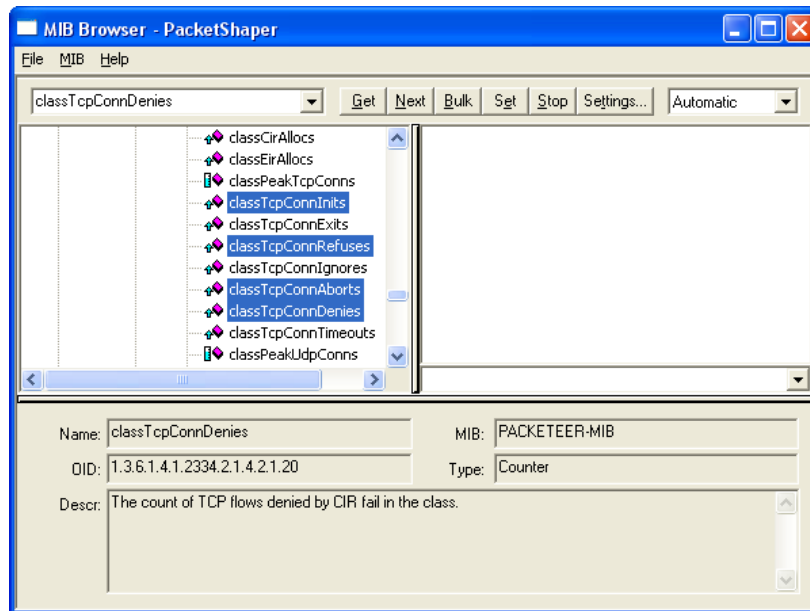 MIB Browser - PacketShaper
File MIB Help
classTcpConnDenies Get Next Bulk Set Stop Settings... Automatic
classCirAllocs
classEirAllocs
classPeakTcpConns
classTcpConnInits
classTcpConnExits
classTcpConnRefuses
classTcpConnIgnores
classTcpConnAborts
classTcpConnDenies
classTcpConnTimeouts
classPeakUdpConns
Name: classTcpConnDenies MIB: PACKETEER-MIB
OID: 1.3.6.1.4.1.2334.2.1.4.2.1.20 Type: Counter
Descr: The count of TCP flows denied by CIR fail in the class.